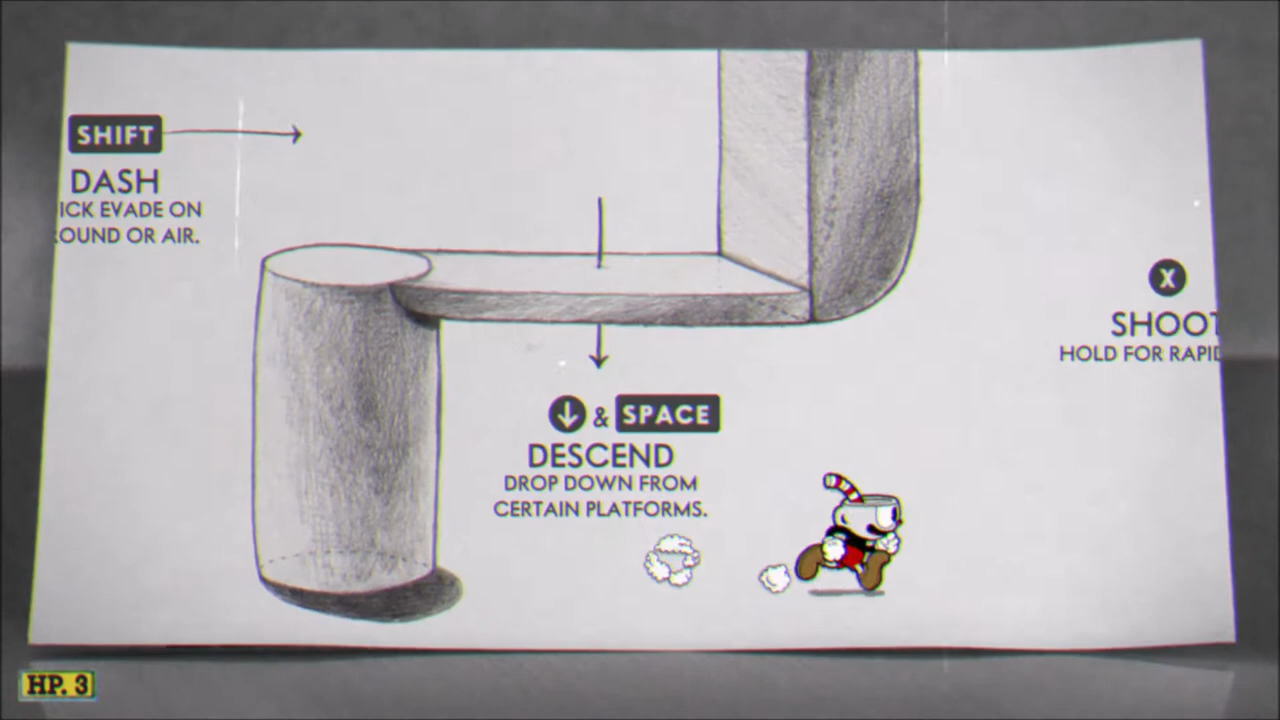 SHIFT
DASH
ICK EVADE ON
OUND OR AIR.
↓ & SPACE
DESCEND
DROP DOWN FROM
CERTAIN PLATFORMS.
X
SHOOT
HOLD FOR RAPID
HP. 3